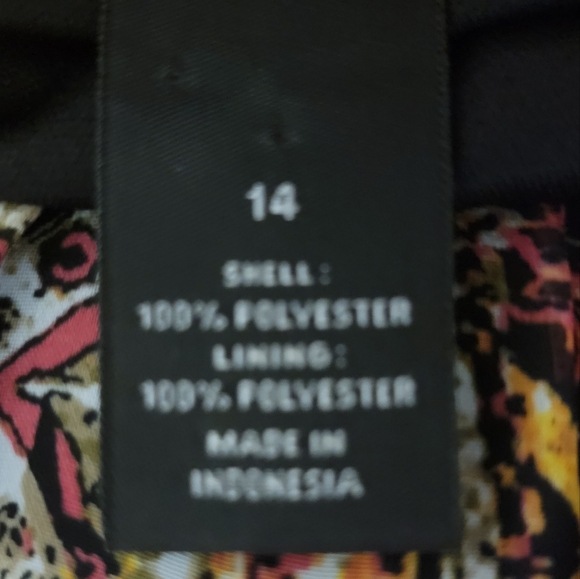 14
SHELL:
100% POLYESTER
LINING:
100% POLYESTER
MADE IN
INDONESIA